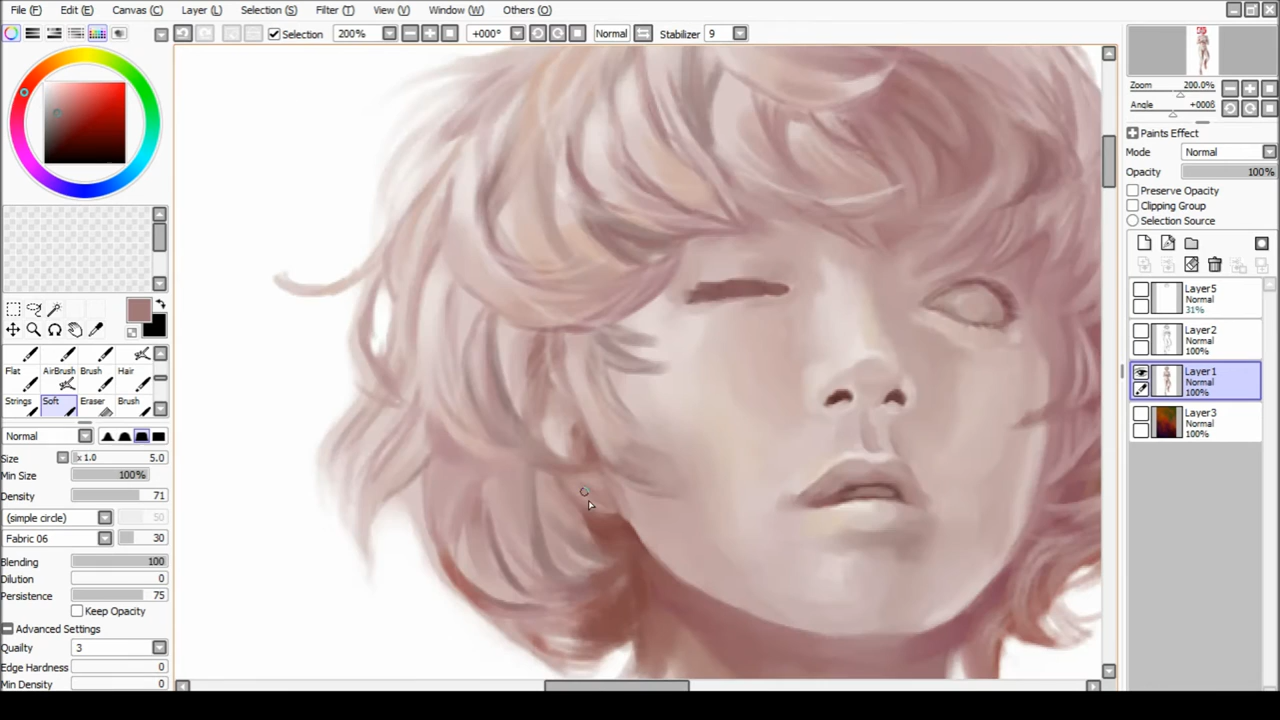 File (F) Edit (E) Canvas (C) Layer (L) Selection (S) Filter (T) View (V) Window (W) Others (O)
Selection 200% +000° Normal Stabilizer 9
Zoom 200.0%
Angle +000ß
Paints Effect
Mode Normal
Opacity 100%
Preserve Opacity
Clipping Group
Selection Source
Layer5
Normal
31%
Layer2
Normal
100%
Layer1
Normal
100%
Layer3
Normal
100%
Flat AirBrush Brush Hair
Strings Soft Eraser Brush
Normal
Size x 1.0 5.0
Min Size 100%
Density 71
(simple circle) 50
Fabric 06 30
Blending 100
Dilution 0
Persistence 75
Keep Opacity
Advanced Settings
Quality 3
Edge Hardness 0
Min Density 0